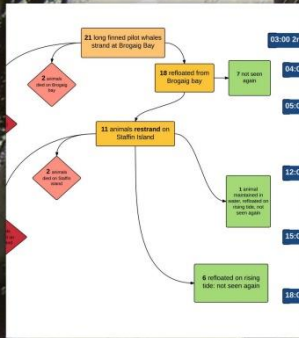 21 long finned pilot whales
strand at Brogaig Bay
03:00 2n
2 animals
died on Brogaig
bay
18 refloated from
Brogaig bay
7 not seen
again
04:0
05:0
11 animals restrand on
Staffin Island
2 animals
died on Staffin
Island
12:0
1 animal
maintained in
water, refloated on
rising tide, not
seen again
15:0
6 refloated on rising
tide: not seen again
18:0